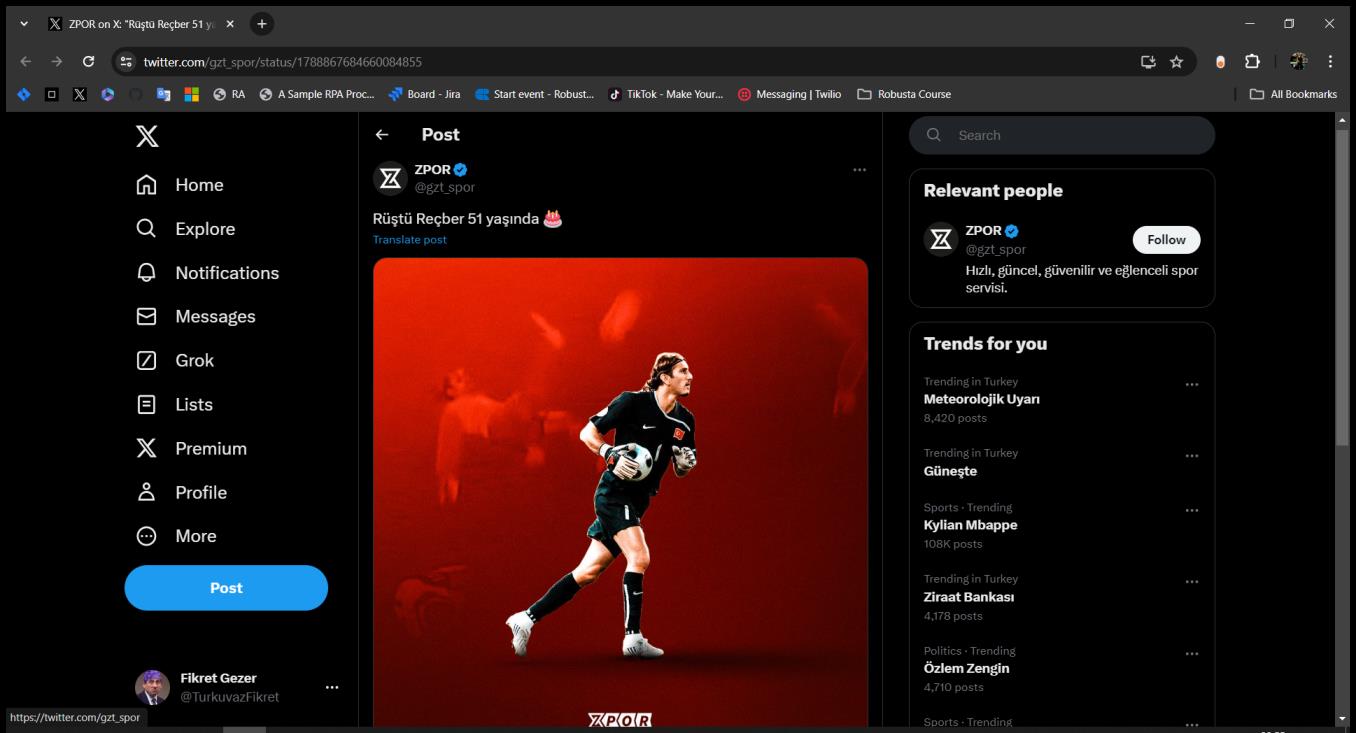 ZPOR on X: "Rüştü Reçber 51 ya
twitter.com/gzt_spor/status/1788867684660084855
RA
A Sample RPA Proc...
Board - Jira
Start event - Robust...
TikTok - Make Your...
Messaging | Twilio
Robusta Course
All Bookmarks
Home
Explore
Notifications
Messages
Grok
Lists
Premium
Profile
More
Post
Fikret Gezer
@TurkuvazFikret
https://twitter.com/gzt_spor
Post
ZPOR
@gzt_spor
Rüştü Reçber 51 yaşında 🎂
Translate post
ZPOR
Search
Relevant people
ZPOR
@gzt_spor
Follow
Hızlı, güncel, güvenilir ve eğlenceli spor
servisi.
Trends for you
Trending in Turkey
Meteorolojik Uyarı
8,420 posts
Trending in Turkey
Güneşte
Sports · Trending
Kylian Mbappe
108K posts
Trending in Turkey
Ziraat Bankası
4,178 posts
Politics · Trending
Özlem Zengin
4,710 posts
Sports · Trending